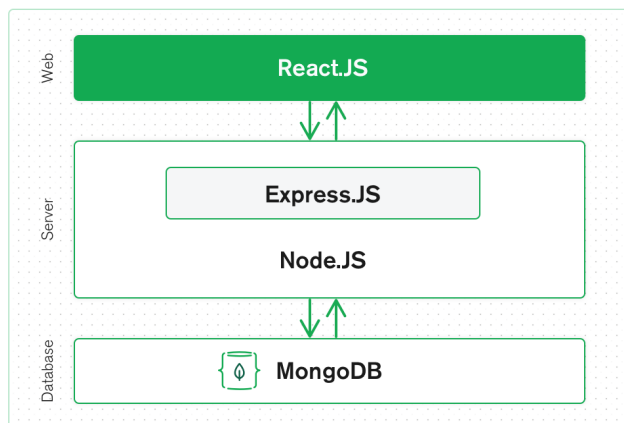 Web
React.JS
Server
Express.JS
Node.JS
Database
MongoDB